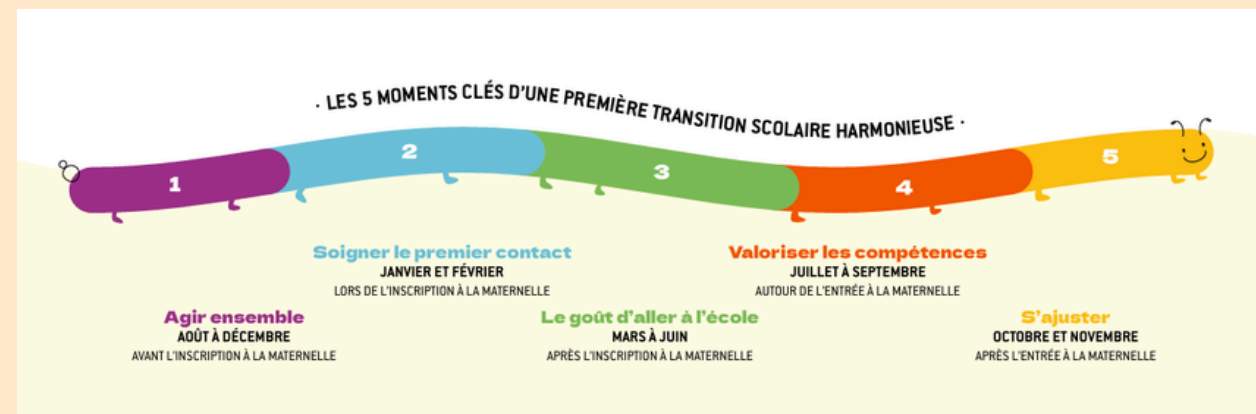 · LES 5 MOMENTS CLÉS D'UNE PREMIÈRE TRANSITION SCOLAIRE HARMONIEUSE ·
1
2
3
4
5
Agir ensemble
AOÛT À DÉCEMBRE
AVANT L'INSCRIPTION À LA MATERNELLE
Soigner le premier contact
JANVIER ET FÉVRIER
LORS DE L'INSCRIPTION À LA MATERNELLE
Le goût d'aller à l'école
MARS À JUIN
APRÈS L'INSCRIPTION À LA MATERNELLE
Valoriser les compétences
JUILLET À SEPTEMBRE
AUTOUR DE L'ENTRÉE À LA MATERNELLE
S'ajuster
OCTOBRE ET NOVEMBRE
APRÈS L'ENTRÉE À LA MATERNELLE